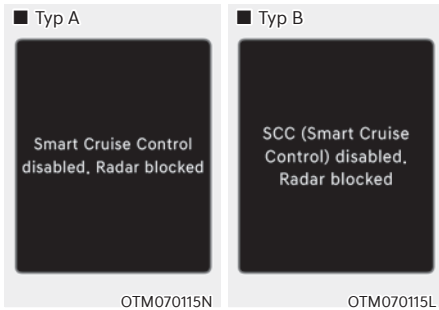 ■ Typ A
Smart Cruise Control
disabled. Radar blocked
OTM070115N
■ Typ B
SCC (Smart Cruise
Control) disabled.
Radar blocked
OTM070115L